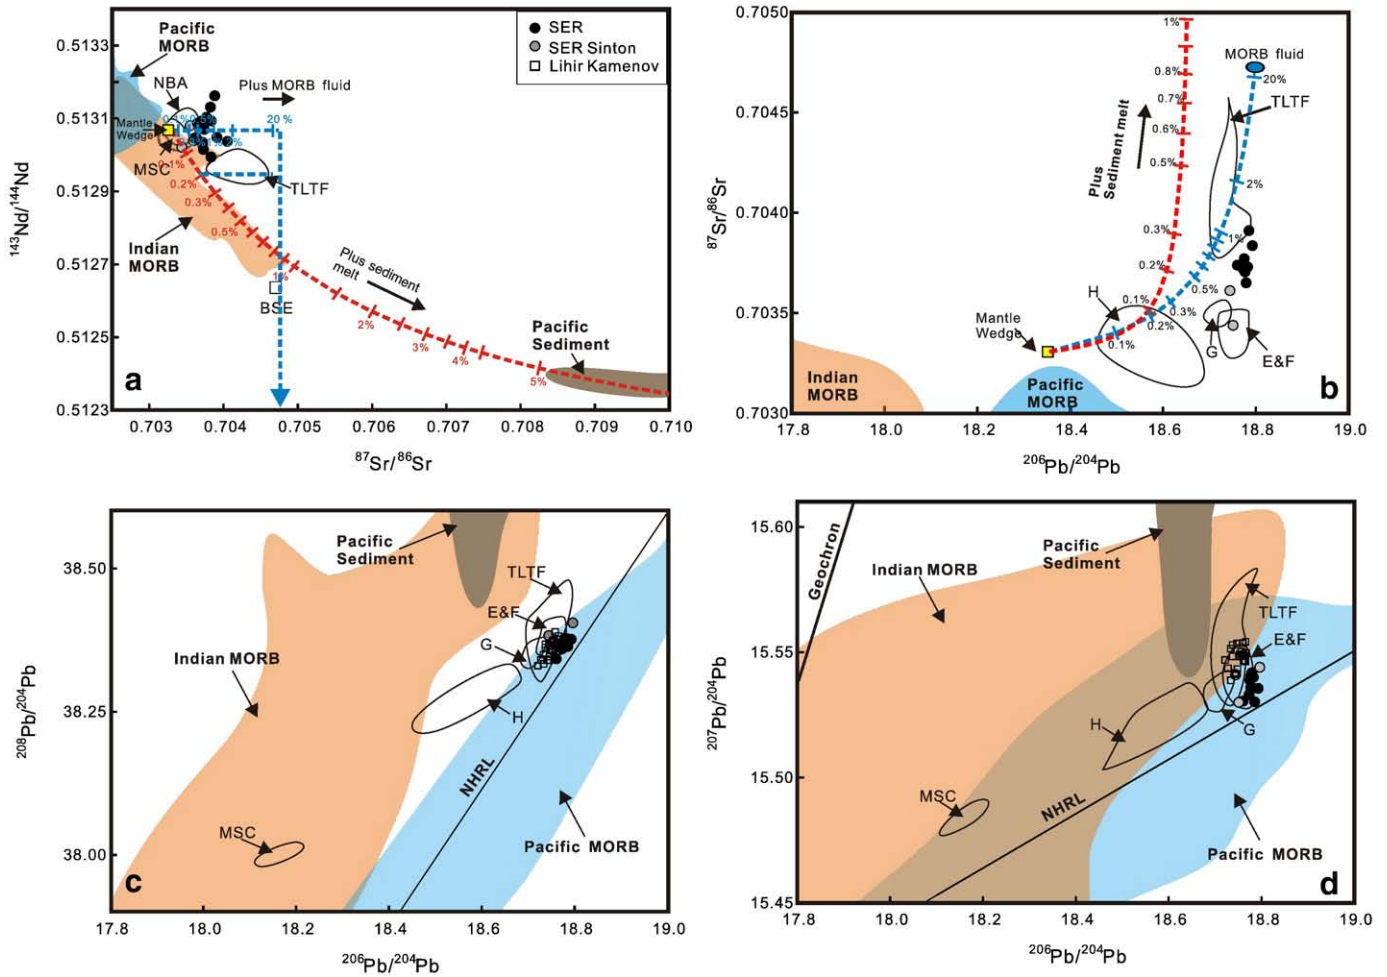 SER
SER Sinton
Lihir Kamenov
Pacific
MORB
NBA
Plus MORB fluid
Mantle
Wedge
0.1%
20 %
1%
2%
MSC
0.1%
0.2%
0.3%
0.5%
TLTF
Indian
MORB
1%
BSE
Plus sediment
melt
2%
3%
4%
5%
Pacific
Sediment
a
0.5133
0.5131
0.5129
0.5127
0.5125
0.5123
0.703
0.704
0.705
0.706
0.707
0.708
0.709
0.710
143Nd/144Nd
87Sr/86Sr
0.7050
0.7045
0.7040
0.7035
0.7030
87Sr/86Sr
1%
0.8%
0.7%
0.6%
0.5%
0.3%
0.2%
0.1%
Plus
Sediment melt
MORB fluid
20%
TLTF
2%
1%
0.5%
0.3%
0.2%
0.1%
H
Mantle
Wedge
G
E&F
Indian
MORB
Pacific
MORB
b
17.8
18.0
18.2
18.4
18.6
18.8
19.0
206Pb/204Pb
38.50
38.25
38.00
208Pb/204Pb
Pacific
Sediment
TLTF
E&F
G
Indian MORB
H
NHRL
MSC
Pacific MORB
c
17.8
18.0
18.2
18.4
18.6
18.8
19.0
206Pb/204Pb
15.60
15.55
15.50
15.45
207Pb/204Pb
Geochron
Indian MORB
Pacific
Sediment
TLTF
E&F
H
G
MSC
NHRL
Pacific MORB
d
17.8
18.0
18.2
18.4
18.6
18.8
19.0
206Pb/204Pb